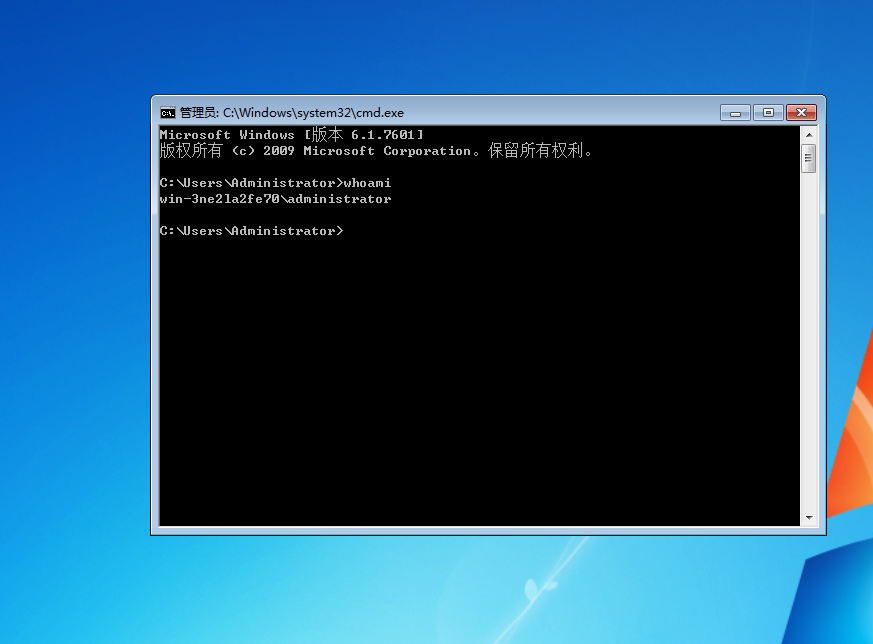 管理员: C:\Windows\system32\cmd.exe
Microsoft Windows [版本 6.1.7601]
版权所有 (c) 2009 Microsoft Corporation。保留所有权利。
C:\Users\Administrator>whoami
win-3ne2la2fe70\administrator
C:\Users\Administrator>